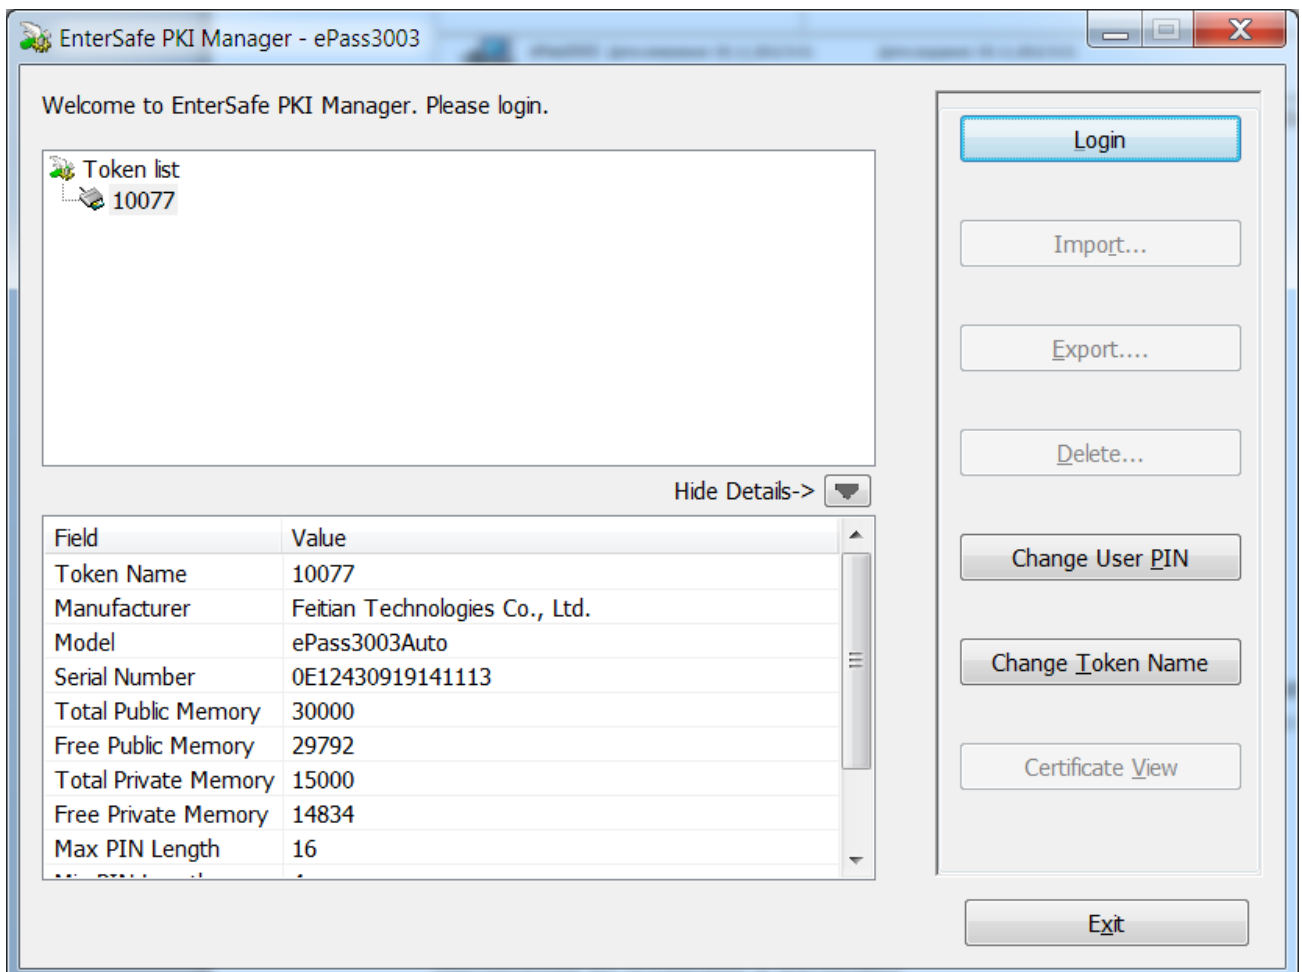 EnterSafe PKI Manager - ePass3003
Welcome to EnterSafe PKI Manager. Please login.
Token list
10077
Hide Details->
Field Value
Token Name 10077
Manufacturer Feitian Technologies Co., Ltd.
Model ePass3003Auto
Serial Number 0E12430919141113
Total Public Memory 30000
Free Public Memory 29792
Total Private Memory 15000
Free Private Memory 14834
Max PIN Length 16
Login
Import...
Export....
Delete...
Change User PIN
Change Token Name
Certificate View
Exit